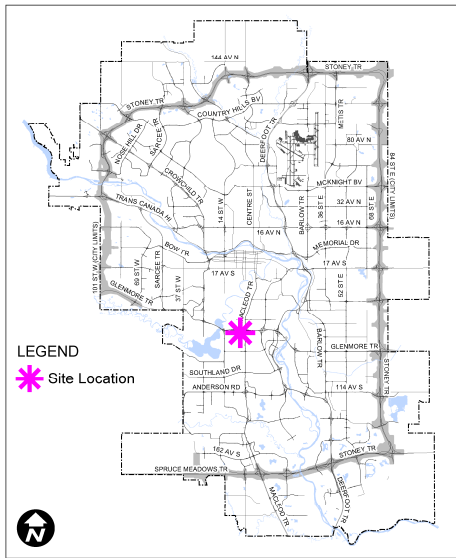 144 AV N
STONEY TR
STONEY TR
COUNTRY HILLS BV
METIS TR
DEERFOOT TR
NOSE HILL DR
SARCEE TR
80 AV N
CROWCHILD TR
MCKNIGHT BV
84 ST E (CITY LIMITS)
14 ST W
CENTRE ST
BARLOW TR
36 ST E
32 AV N
68 ST E
TRANS CANADA HI
16 AV N
16 AV N
MEMORIAL DR
BOW TR
101 ST W (CITY LIMITS)
69 ST W
SARCEE TR
37 ST W
17 AV S
17 AV S
MACLEOD TR
52 ST E
GLENMORE TR
BARLOW TR
GLENMORE TR
LEGEND
Site Location
SOUTHLAND DR
STONEY TR
ANDERSON RD
114 AV S
162 AV S
STONEY TR
SPRUCE MEADOWS TR
MACLEOD TR
DEERFOOT TR
N